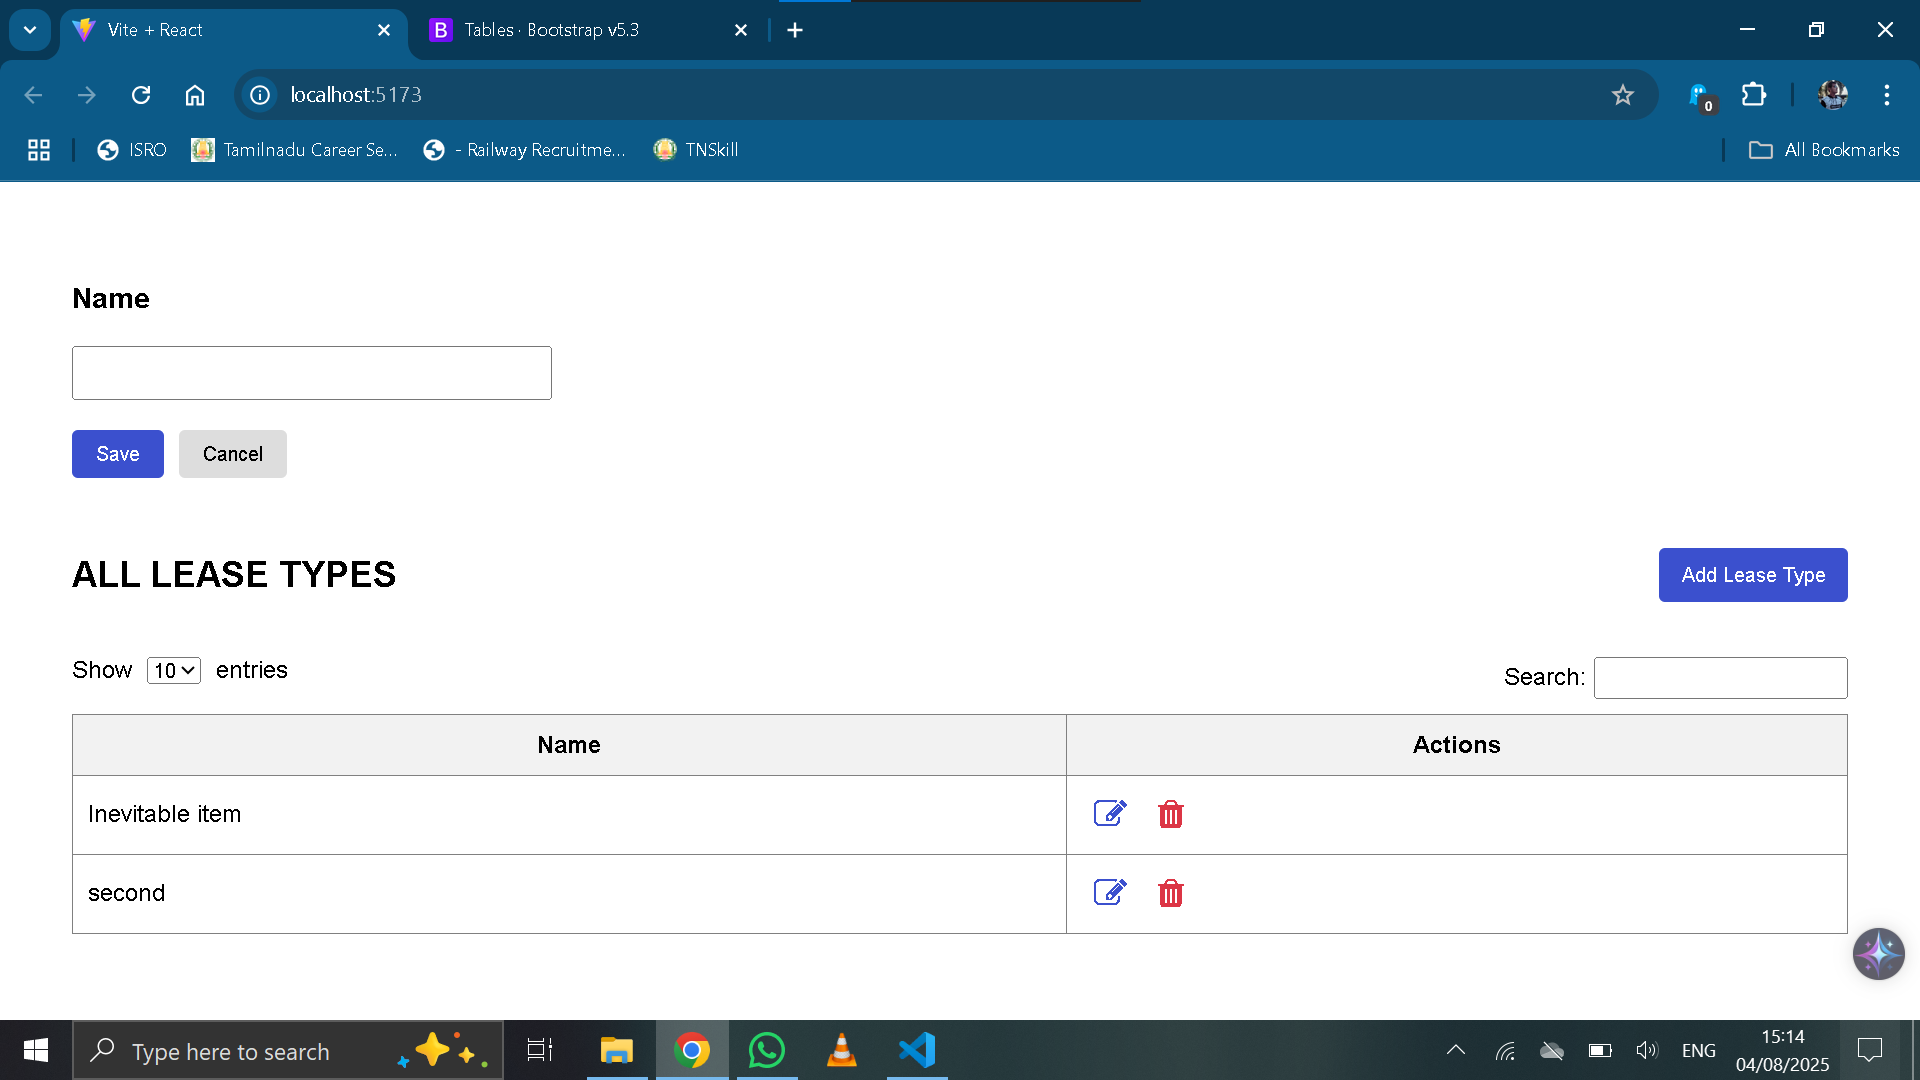 Vite + React
Tables · Bootstrap v5.3
localhost:5173
0
ISRO
Tamilnadu Career Se...
- Railway Recruitme...
TNSkill
All Bookmarks
Name
Save
Cancel
ALL LEASE TYPES
Add Lease Type
Show 10 entries
Search:
Name
Actions
Inevitable item
second
Type here to search
ENG
15:14
04/08/2025